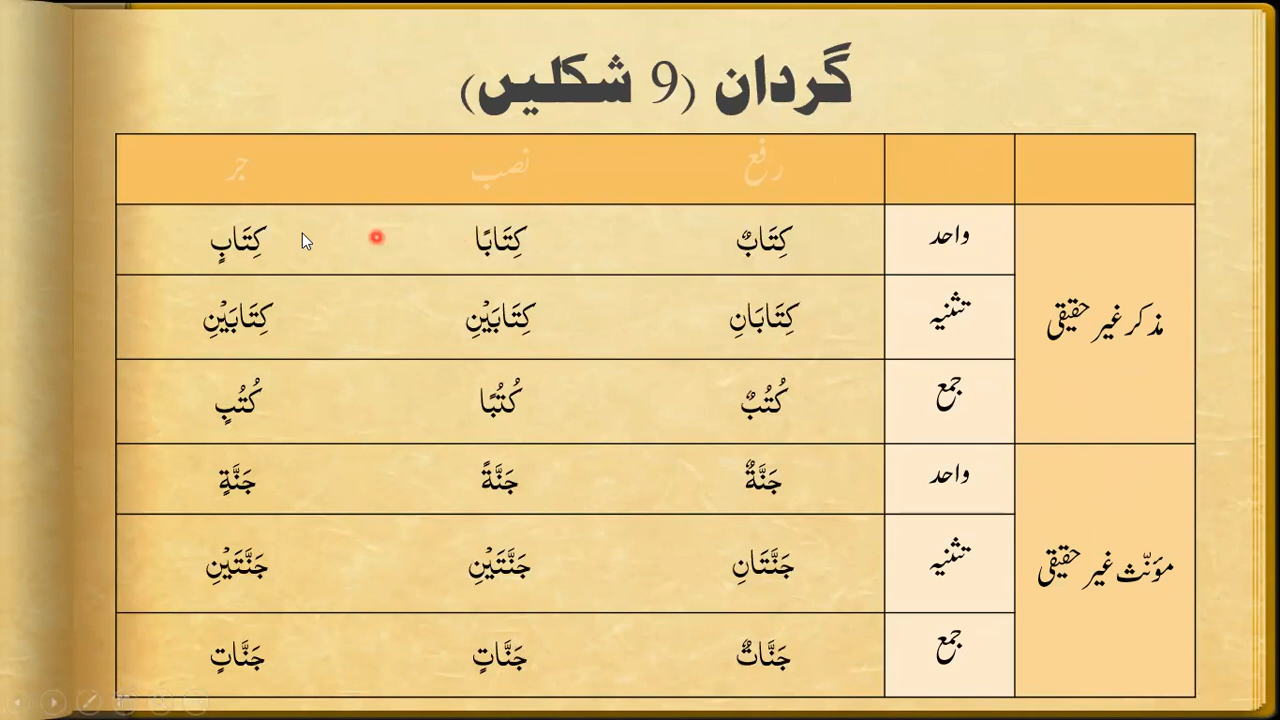 گردان (9 شکلیں)
رفع نصب جر
مذکر غیر حقیقی واحد كِتَابٌ كِتَابًا كِتَابٍ
تثنیہ كِتَابَانِ كِتَابَيْنِ كِتَابَيْنِ
جمع كُتُبٌ كُتُبًا كُتُبٍ
مؤنّث غیر حقیقی واحد جَنَّةٌ جَنَّةً جَنَّةٍ
تثنیہ جَنَّتَانِ جَنَّتَيْنِ جَنَّتَيْنِ
جمع جَنَّاتٌ جَنَّاتٍ جَنَّاتٍ